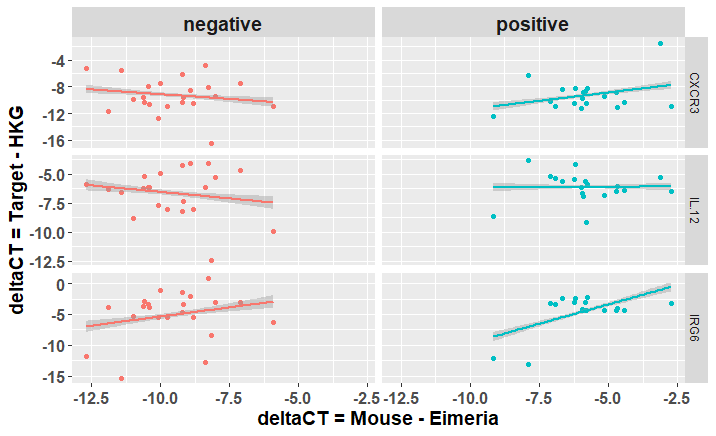 negative positive
deltaCT = Target - HKG
-4
-8
-12
-16
CXCR3
-5.0
-7.5
-10.0
-12.5
IL.12
0
-5
-10
-15
IRG6
-12.5 -10.0 -7.5 -5.0 -2.5 -12.5 -10.0 -7.5 -5.0 -2.5
deltaCT = Mouse - Eimeria